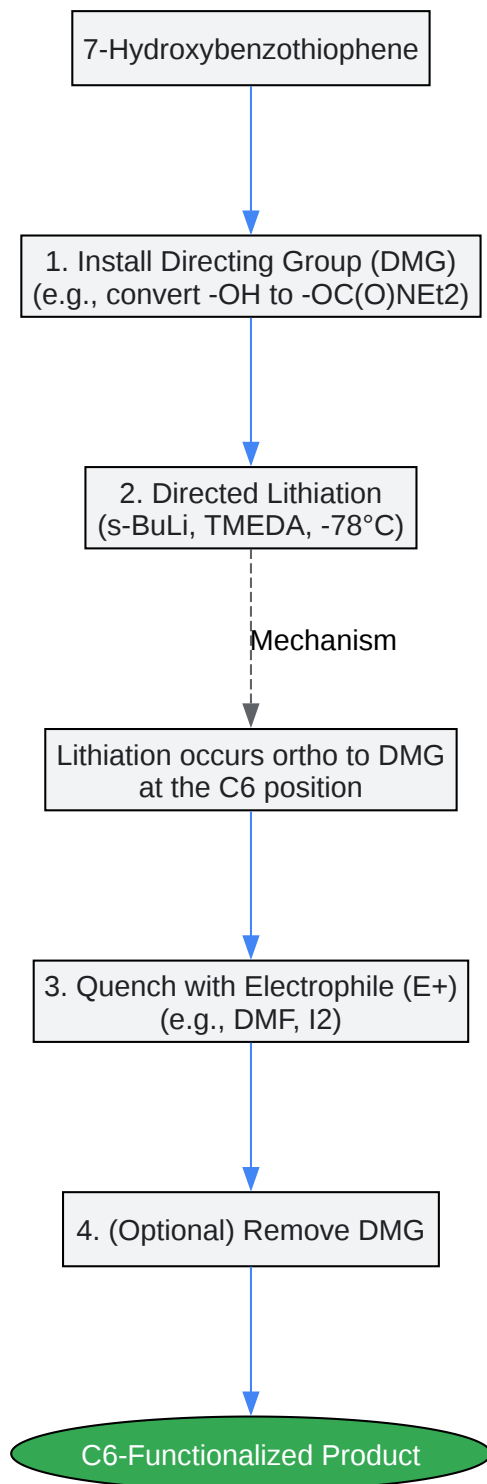 7-Hydroxybenzothiophene
1. Install Directing Group (DMG)
(e.g., convert -OH to -OC(O)NEt2)
2. Directed Lithiation
(s-BuLi, TMEDA, -78°C)
Mechanism
Lithiation occurs ortho to DMG
at the C6 position
3. Quench with Electrophile (E+)
(e.g., DMF, I2)
4. (Optional) Remove DMG
C6-Functionalized Product